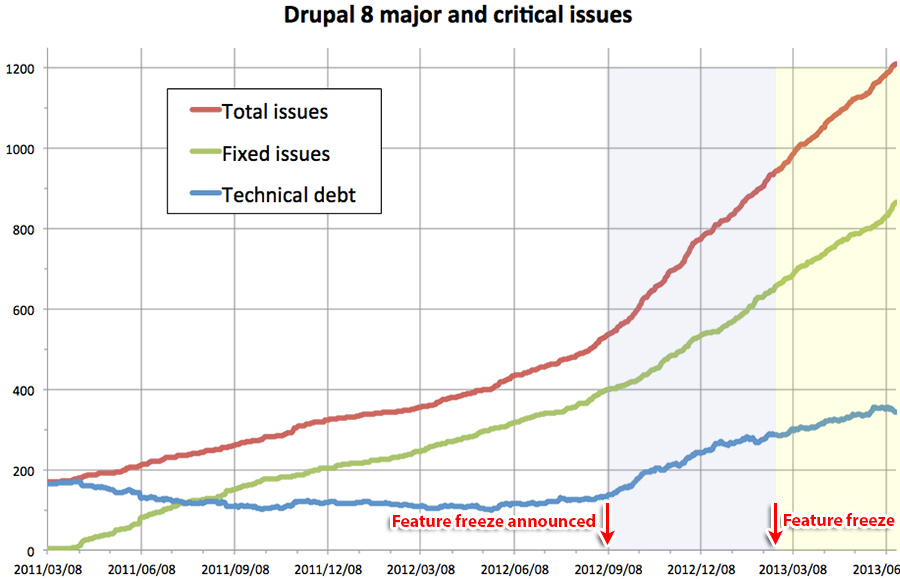 Drupal 8 major and critical issues
1200
Total issues
Fixed issues
1000
Technical debt
800
600
400
200
Feature freeze announced
Feature freeze
0
2011/03/08
2011/06/08
2011/09/08
2011/12/08
2012/03/08
2012/06/08
2012/09/08
2012/12/08
2013/03/08
2013/06